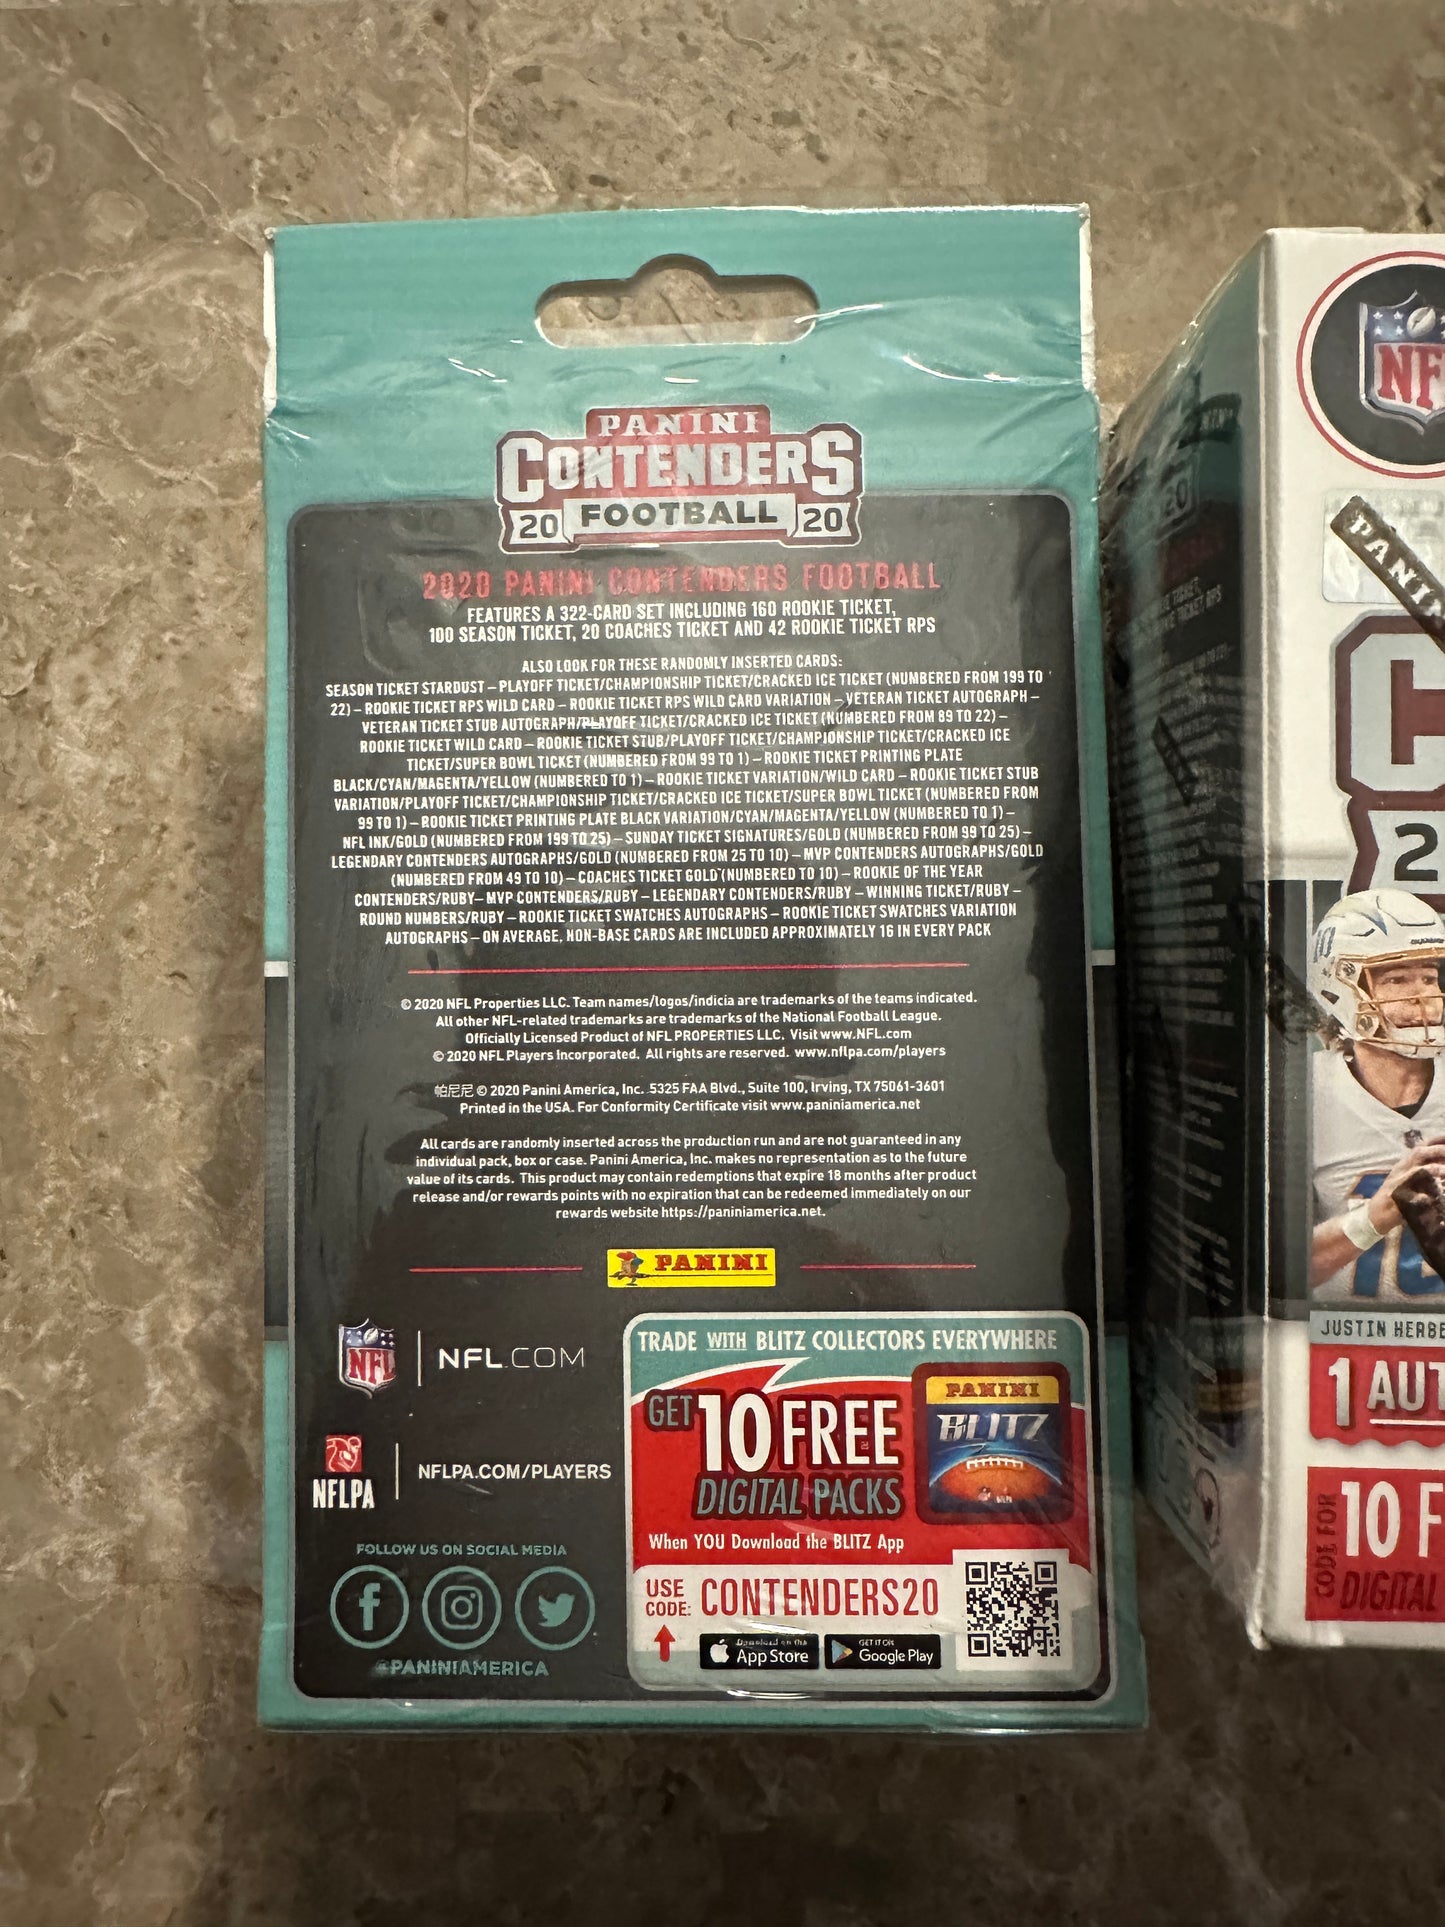 PANINI
CONTENDERS
20 FOOTBALL 20
2020 PANINI CONTENDERS FOOTBALL
FEATURES A 322-CARD SET INCLUDING 160 ROOKIE TICKET,
100 SEASON TICKET, 20 COACHES TICKET AND 42 ROOKIE TICKET RPS
ALSO LOOK FOR THESE RANDOMLY INSERTED CARDS:
SEASON TICKET STARDUST – PLAYOFF TICKET/CHAMPIONSHIP TICKET/CRACKED ICE TICKET (NUMBERED FROM 199 TO
22) – ROOKIE TICKET RPS WILD CARD – ROOKIE TICKET RPS WILD CARD VARIATION – VETERAN TICKET AUTOGRAPH –
VETERAN TICKET STUB AUTOGRAPH/PLAYOFF TICKET/CRACKED ICE TICKET (NUMBERED FROM 89 TO 22) –
ROOKIE TICKET WILD CARD – ROOKIE TICKET STUB/PLAYOFF TICKET/CHAMPIONSHIP TICKET/CRACKED ICE
TICKET/SUPER BOWL TICKET (NUMBERED FROM 99 TO 1) – ROOKIE TICKET PRINTING PLATE
BLACK/CYAN/MAGENTA/YELLOW (NUMBERED TO 1) – ROOKIE TICKET VARIATION/WILD CARD – ROOKIE TICKET STUB
VARIATION/PLAYOFF TICKET/CHAMPIONSHIP TICKET/CRACKED ICE TICKET/SUPER BOWL TICKET (NUMBERED FROM
99 TO 1) – ROOKIE TICKET PRINTING PLATE BLACK VARIATION/CYAN/MAGENTA/YELLOW (NUMBERED TO 1) –
NFL INK/GOLD (NUMBERED FROM 199 TO 25) – SUNDAY TICKET SIGNATURES/GOLD (NUMBERED FROM 99 TO 25) –
LEGENDARY CONTENDERS AUTOGRAPHS/GOLD (NUMBERED FROM 25 TO 10) – MVP CONTENDERS AUTOGRAPHS/GOLD
(NUMBERED FROM 49 TO 10) – COACHES TICKET GOLD (NUMBERED TO 10) – ROOKIE OF THE YEAR
CONTENDERS/RUBY– MVP CONTENDERS/RUBY – LEGENDARY CONTENDERS/RUBY – WINNING TICKET/RUBY –
ROUND NUMBERS/RUBY – ROOKIE TICKET SWATCHES AUTOGRAPHS – ROOKIE TICKET SWATCHES VARIATION
AUTOGRAPHS – ON AVERAGE, NON-BASE CARDS ARE INCLUDED APPROXIMATELY 16 IN EVERY PACK
© 2020 NFL Properties LLC. Team names/logos/indicia are trademarks of the teams indicated.
All other NFL-related trademarks are trademarks of the National Football League.
Officially Licensed Product of NFL PROPERTIES LLC. Visit www.NFL.com
© 2020 NFL Players Incorporated. All rights are reserved. www.nflpa.com/players
帕尼尼 © 2020 Panini America, Inc. 5325 FAA Blvd., Suite 100, Irving, TX 75061-3601
Printed in the USA. For Conformity Certificate visit www.paniniamerica.net
All cards are randomly inserted across the production run and are not guaranteed in any
individual pack, box or case. Panini America, Inc. makes no representation as to the future
value of its cards. This product may contain redemptions that expire 18 months after product
release and/or rewards points with no expiration that can be redeemed immediately on our
rewards website https://paniniamerica.net.
PANINI
NFL NFL.COM
NFLPA NFLPA.COM/PLAYERS
FOLLOW US ON SOCIAL MEDIA
@PANINIAMERICA
TRADE WITH BLITZ COLLECTORS EVERYWHERE
GET 10 FREE
DIGITAL PACKS
PANINI
BLITZ
When YOU Download the BLITZ App
USE CODE: CONTENDERS20
Download on the App Store
GET IT ON Google Play
NF
PANINI
C
2
JUSTIN HERBE
1 AUT
CODE FOR
10 F
DIGITAL